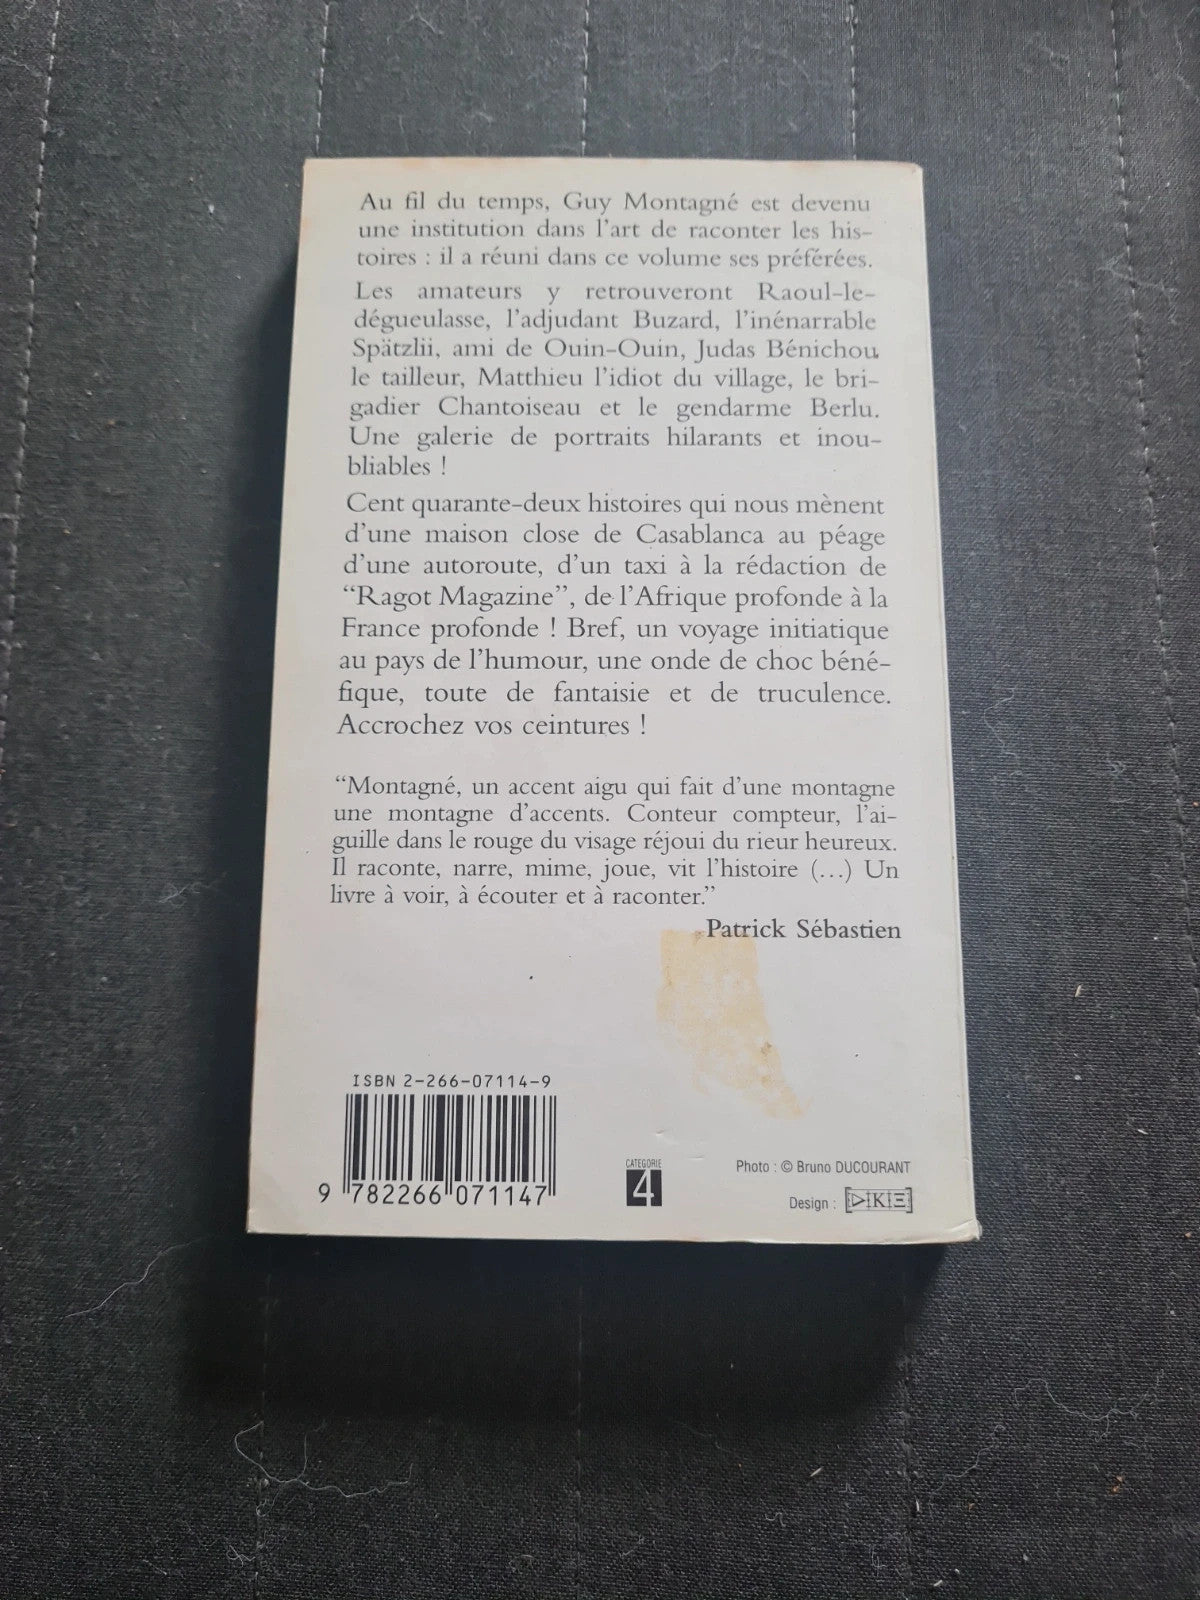 Au fil du temps, Guy Montagné est devenu
une institution dans l'art de raconter les his-
toires : il a réuni dans ce volume ses préférées.
Les amateurs y retrouveront Raoul-le-
dégueulasse, l'adjudant Buzard, l'inénarrable
Spätzlii, ami de Ouin-Ouin, Judas Bénichou,
le tailleur, Matthieu l'idiot du village, le bri-
gadier Chantoiseau et le gendarme Berlu.
Une galerie de portraits hilarants et inou-
bliables !
Cent quarante-deux histoires qui nous mènent
d'une maison close de Casablanca au péage
d'une autoroute, d'un taxi à la rédaction de
“Ragot Magazine”, de l'Afrique profonde à la
France profonde ! Bref, un voyage initiatique
au pays de l'humour, une onde de choc béné-
fique, toute de fantaisie et de truculence.
Accrochez vos ceintures !
“Montagné, un accent aigu qui fait d'une montagne
une montagne d'accents. Conteur compteur, l'ai-
guille dans le rouge du visage réjoui du rieur heureux.
Il raconte, narre, mime, joue, vit l'histoire (…) Un
livre à voir, à écouter et à raconter.”
Patrick Sébastien
ISBN 2-266-07114-9
9 782266 071147
CATEGORIE
4
Photo : © Bruno DUCOURANT
Design :